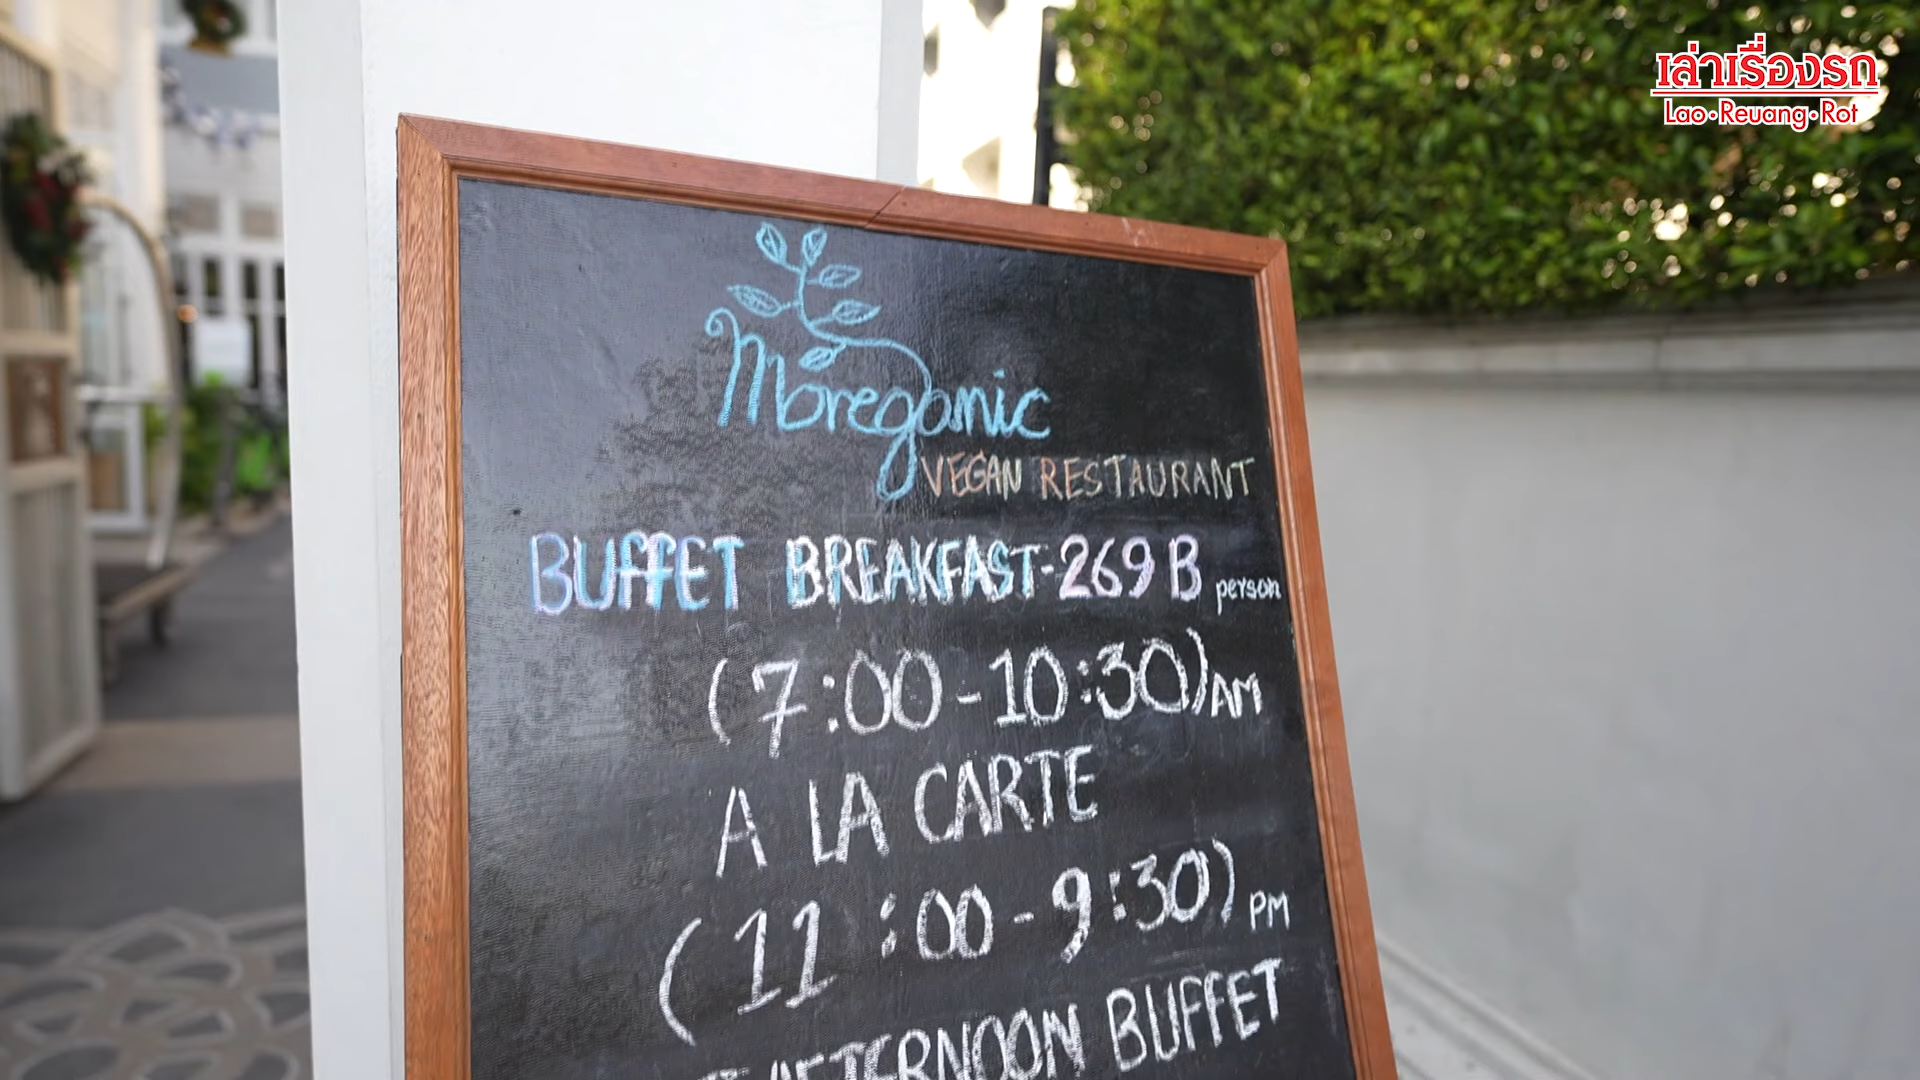 เล่าเรื่องรถ
Lao•Reuang•Rot
Moreganic
VEGAN RESTAURANT
BUFFET BREAKFAST-269 B person
(7:00-10:30)AM
A LA CARTE
(11:00-9:30)PM
AFTERNOON BUFFET